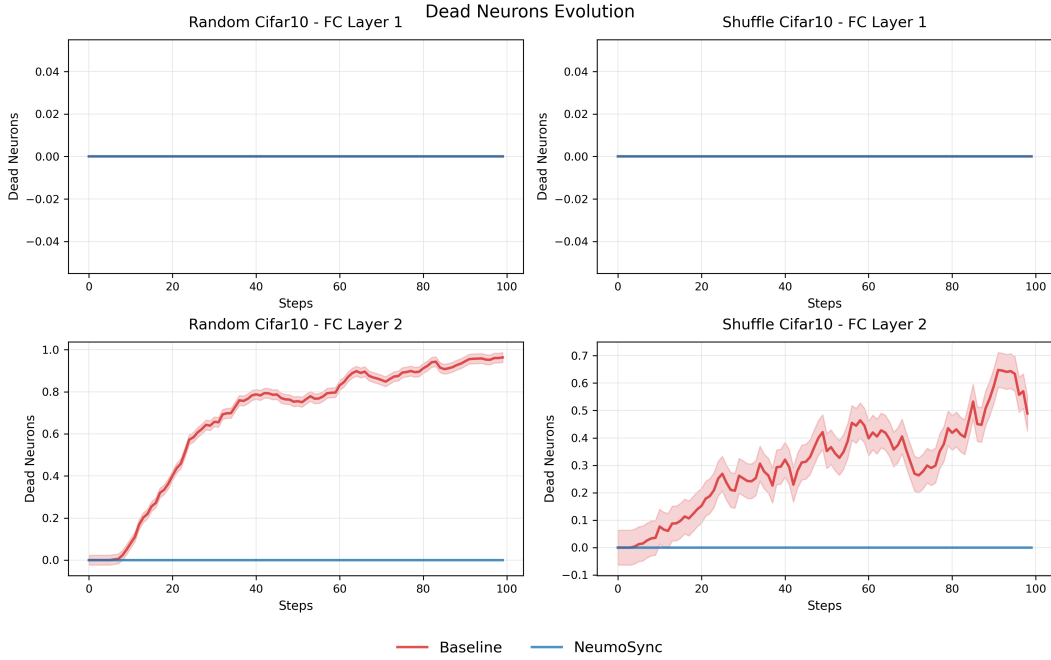 Dead Neurons Evolution
Random Cifar10 - FC Layer 1
Dead Neurons
0.04
0.02
0.00
−0.02
−0.04
0 20 40 60 80 100
Steps
Shuffle Cifar10 - FC Layer 1
Dead Neurons
0.04
0.02
0.00
−0.02
−0.04
0 20 40 60 80 100
Steps
Random Cifar10 - FC Layer 2
Dead Neurons
1.0
0.8
0.6
0.4
0.2
0.0
0 20 40 60 80 100
Steps
Shuffle Cifar10 - FC Layer 2
Dead Neurons
0.7
0.6
0.5
0.4
0.3
0.2
0.1
0.0
−0.1
0 20 40 60 80 100
Steps
Baseline NeumoSync